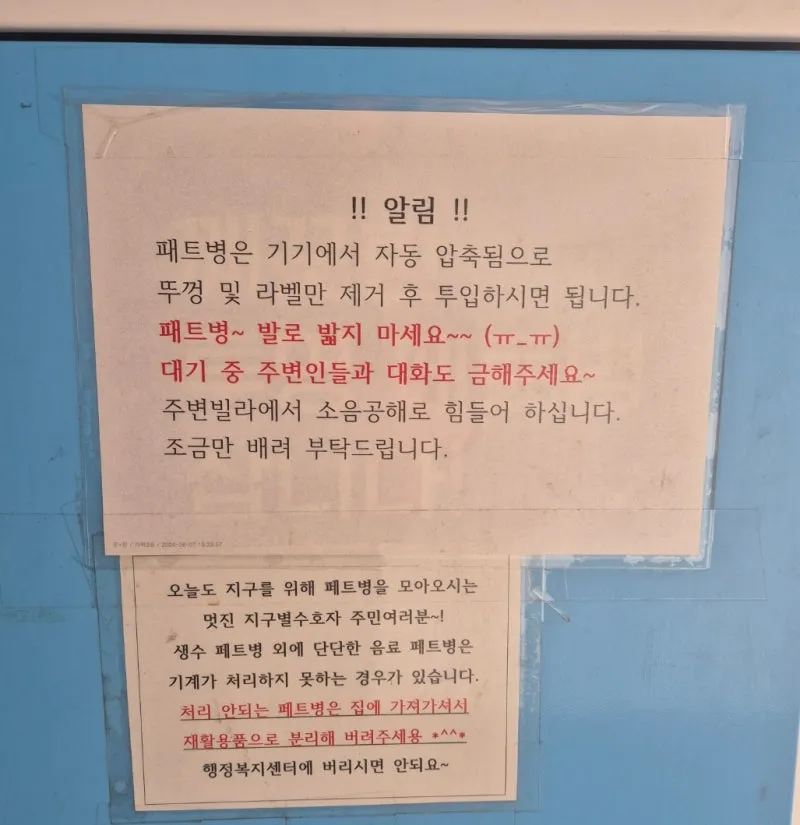 !! 알림 !!
패트병은 기기에서 자동 압축됨으로
뚜껑 및 라벨만 제거 후 투입하시면 됩니다.
패트병~ 발로 밟지 마세요~~ (ㅠ_ㅠ)
대기 중 주변인들과 대화도 금해주세요~
주변빌라에서 소음공해로 힘들어 하십니다.
조금만 배려 부탁드립니다.
오늘도 지구를 위해 페트병을 모아오시는
멋진 지구별수호자 주민여러분~!
생수 페트병 외에 단단한 음료 페트병은
기계가 처리하지 못하는 경우가 있습니다.
처리 안되는 페트병은 집에 가져가셔서
재활용품으로 분리해 버려주세용 *^^*
행정복지센터에 버리시면 안되요~